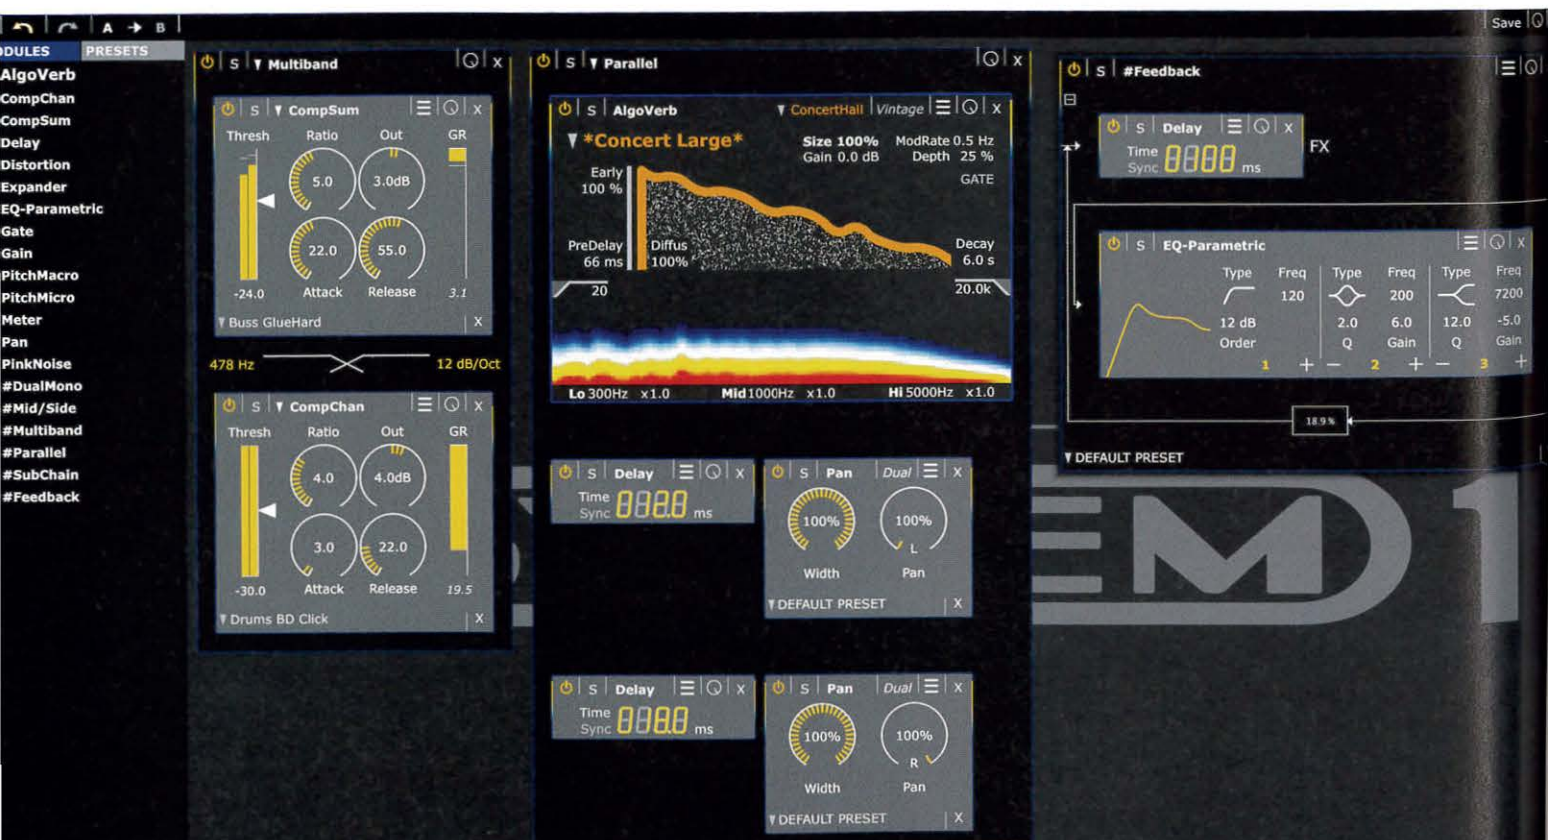 A → B
Save
ODULES PRESETS
AlgoVerb
CompChan
CompSum
Delay
Distortion
Expander
EQ-Parametric
Gate
Gain
PitchMacro
PitchMicro
Meter
Pan
PinkNoise
#DualMono
#Mid/Side
#Multiband
#Parallel
#SubChain
#Feedback
S Multiband X
S CompSum X
Thresh Ratio Out GR
5.0 3.0dB
22.0 55.0
-24.0 Attack Release 3.1
Buss GlueHard X
478 Hz 12 dB/Oct
S CompChan X
Thresh Ratio Out GR
4.0 4.0dB
3.0 22.0
-30.0 Attack Release 19.5
Drums BD Click X
S Parallel X
S AlgoVerb ConcertHall Vintage X
*Concert Large* Size 100% ModRate 0.5 Hz
Gain 0.0 dB Depth 25 %
Early
100 %
GATE
PreDelay Diffus Decay
66 ms 100% 6.0 s
20 20.0k
Lo 300Hz x1.0 Mid 1000Hz x1.0 Hi 5000Hz x1.0
S Delay X
Time
Sync ms
S Pan Dual X
100% 100%
L
Width Pan
DEFAULT PRESET X
S Delay X
Time
Sync ms
S Pan Dual X
100% 100%
R
Width Pan
DEFAULT PRESET X
S #Feedback
S Delay X
Time
Sync ms
FX
S EQ-Parametric X
Type Freq Type Freq Type Freq
120 200 7200
12 dB 2.0 6.0 12.0 -5.0
Order Q Gain Q Gain
1 + − 2 + − 3 +
18.9%
DEFAULT PRESET
EM 1